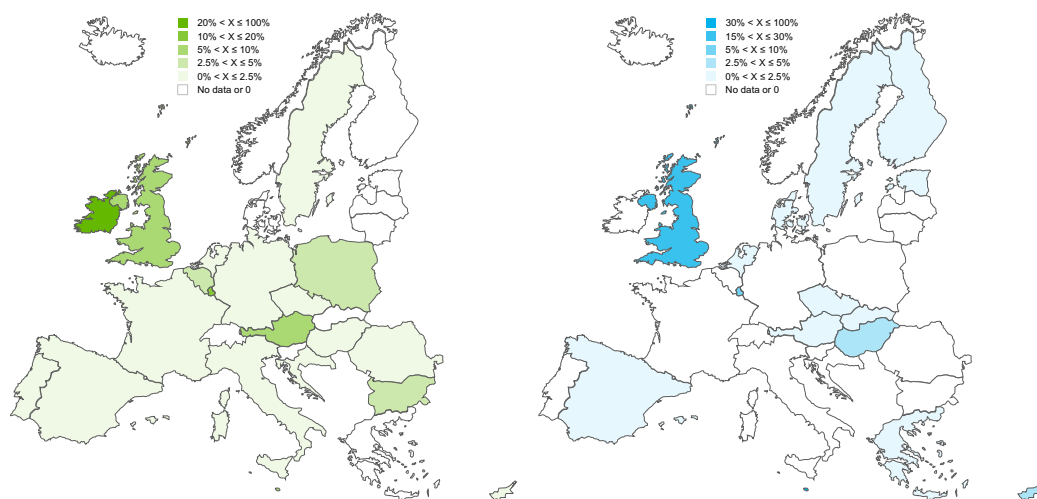 20% < X ≤ 100%
10% < X ≤ 20%
5% < X ≤ 10%
2.5% < X ≤ 5%
0% < X ≤ 2.5%
No data or 0
30% < X ≤ 100%
15% < X ≤ 30%
5% < X ≤ 10%
2.5% < X ≤ 5%
0% < X ≤ 2.5%
No data or 0